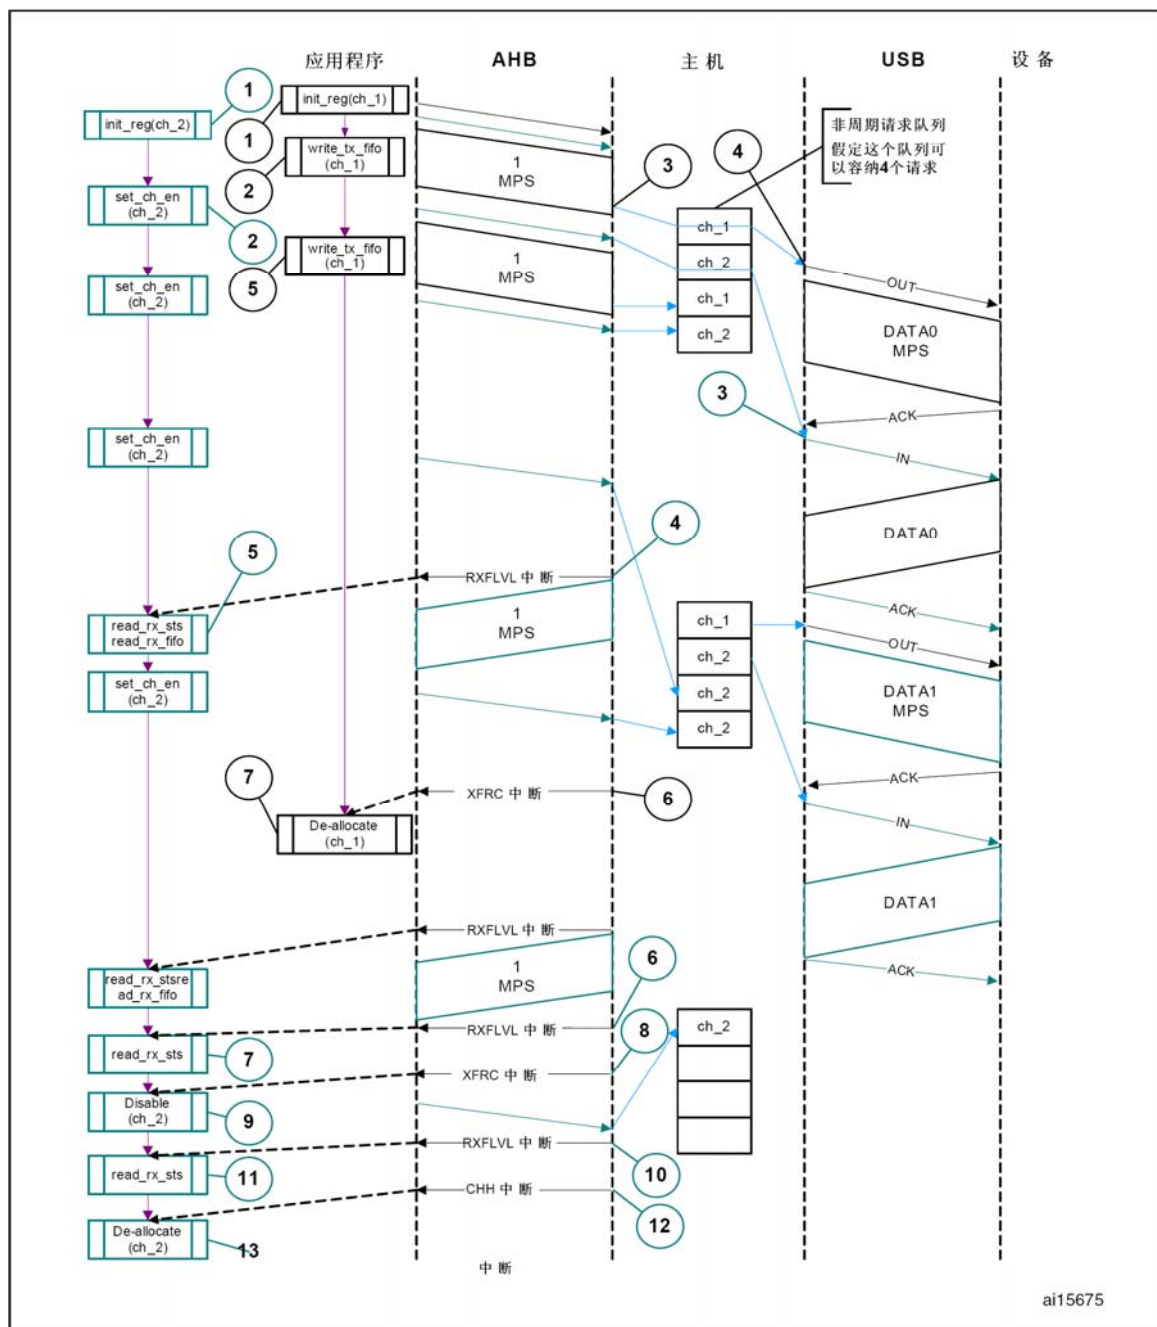 应用程序
AHB
主 机
USB
设 备
1
init_reg(ch_1)
非周期请求队列
init_reg(ch_2)
假定这个队列可
以容纳4个请求
1
write_tx_fifo
(ch_1)
1
MPS
3
4
2
set_ch_en
(ch_2)
ch_1
2
write_tx_fifo
(ch_1)
1
MPS
ch_2
5
set_ch_en
(ch_2)
OUT
ch_1
ch_2
DATA0
MPS
3
ACK
set_ch_en
(ch_2)
IN
4
DATA0
5
RXFLVL 中 断
ACK
read_rx_sts
read_rx_fifo
1
MPS
ch_1
OUT
ch_2
set_ch_en
(ch_2)
ch_2
DATA1
MPS
ch_2
7
ACK
XFRC 中 断
6
De-allocate
(ch_1)
IN
DATA1
RXFLVL 中 断
6
ACK
read_rx_stsre
ad_rx_fifo
1
MPS
RXFLVL 中 断
8
ch_2
read_rx_sts
7
XFRC 中 断
Disable
(ch_2)
9
RXFLVL 中 断
read_rx_sts
11
10
CHH 中 断
12
De-allocate
(ch_2)
13
中 断
ai15675